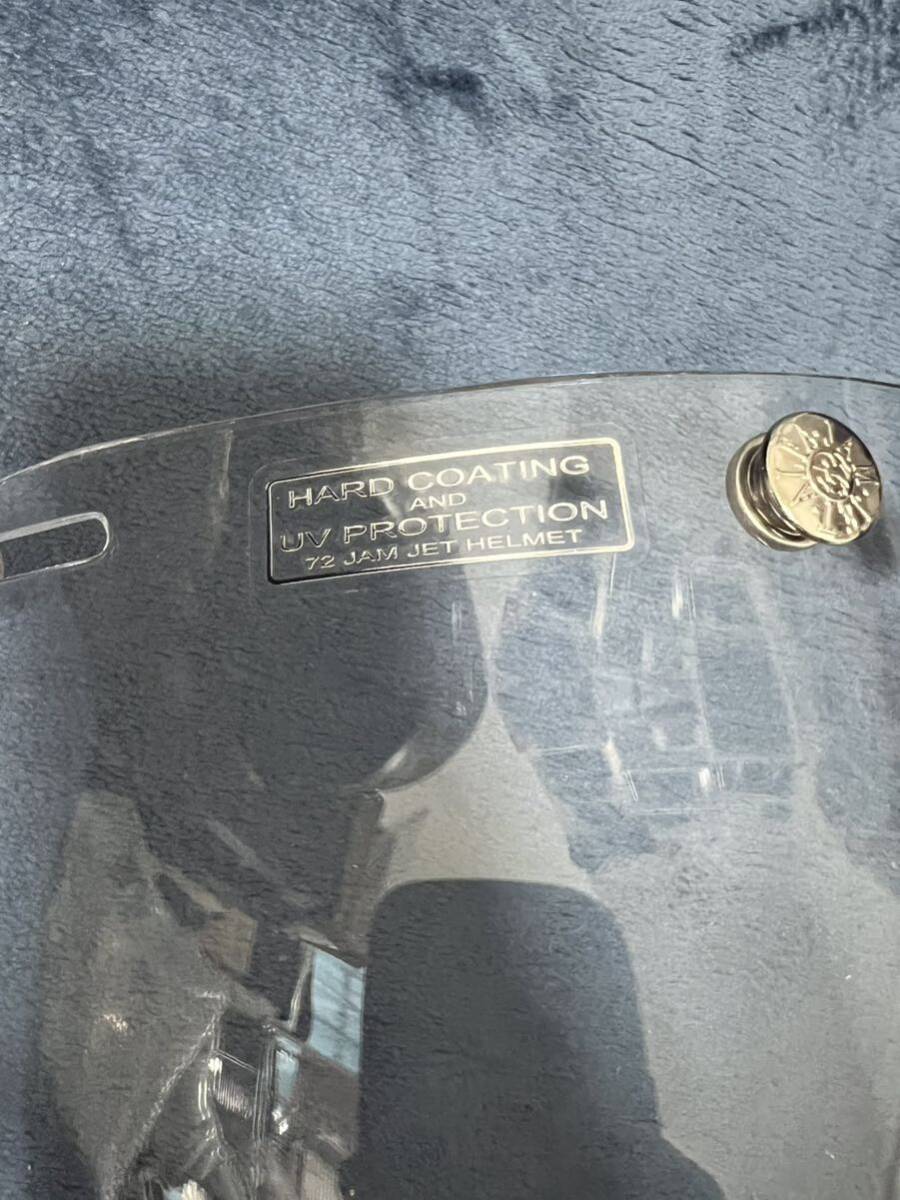 HARD COATING
AND
UV PROTECTION
72 JAM JET HELMET